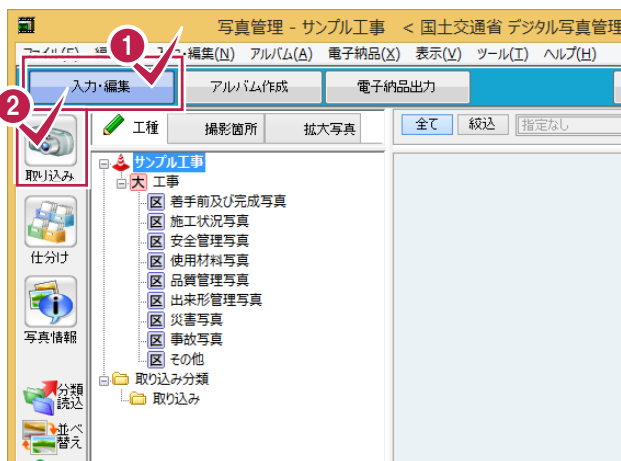 写真管理 - サンプル工事 < 国土交通省 デジタル写真管理
ファイル(F) 編 入力・編集(N) アルバム(A) 電子納品(X) 表示(V) ツール(T) ヘルプ(H)
1
入力・編集 アルバム作成 電子納品出力
2
工種 撮影箇所 拡大写真 全て 絞込 指定なし
取り込み
仕分け
写真情報
分類
読込
並べ
替え
サンプル工事
大 工事
区 着手前及び完成写真
区 施工状況写真
区 安全管理写真
区 使用材料写真
区 品質管理写真
区 出来形管理写真
区 災害写真
区 事故写真
区 その他
取り込み分類
取り込み